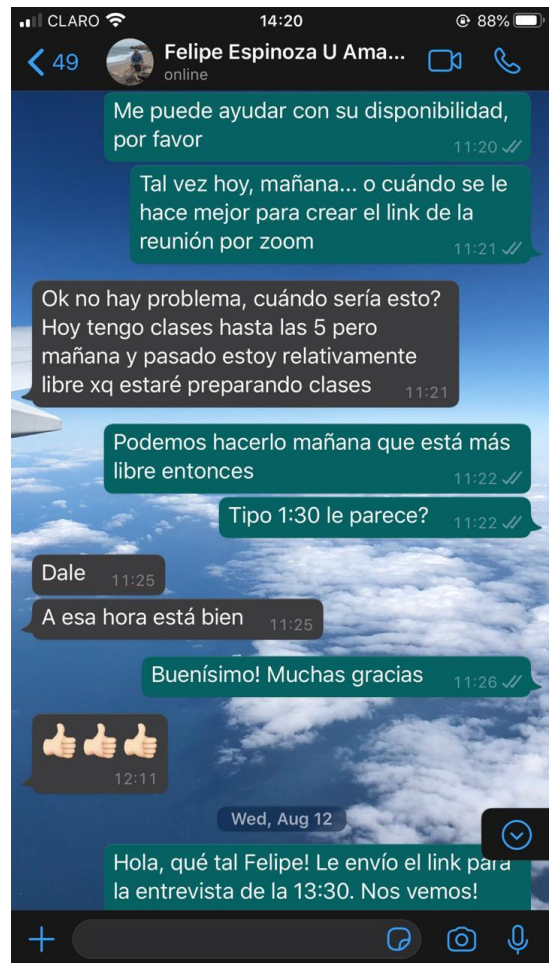 CLARO 14:20 88%
49 Felipe Espinoza U Ama...
online
Me puede ayudar con su disponibilidad,
por favor 11:20
Tal vez hoy, mañana... o cuándo se le
hace mejor para crear el link de la
reunión por zoom 11:21
Ok no hay problema, cuándo sería esto?
Hoy tengo clases hasta las 5 pero
mañana y pasado estoy relativamente
libre xq estaré preparando clases 11:21
Podemos hacerlo mañana que está más
libre entonces 11:22
Tipo 1:30 le parece? 11:22
Dale 11:25
A esa hora está bien 11:25
Buenísimo! Muchas gracias 11:26
👍🏻👍🏻👍🏻
12:11
Wed, Aug 12
Hola, qué tal Felipe! Le envío el link para
la entrevista de la 13:30. Nos vemos!